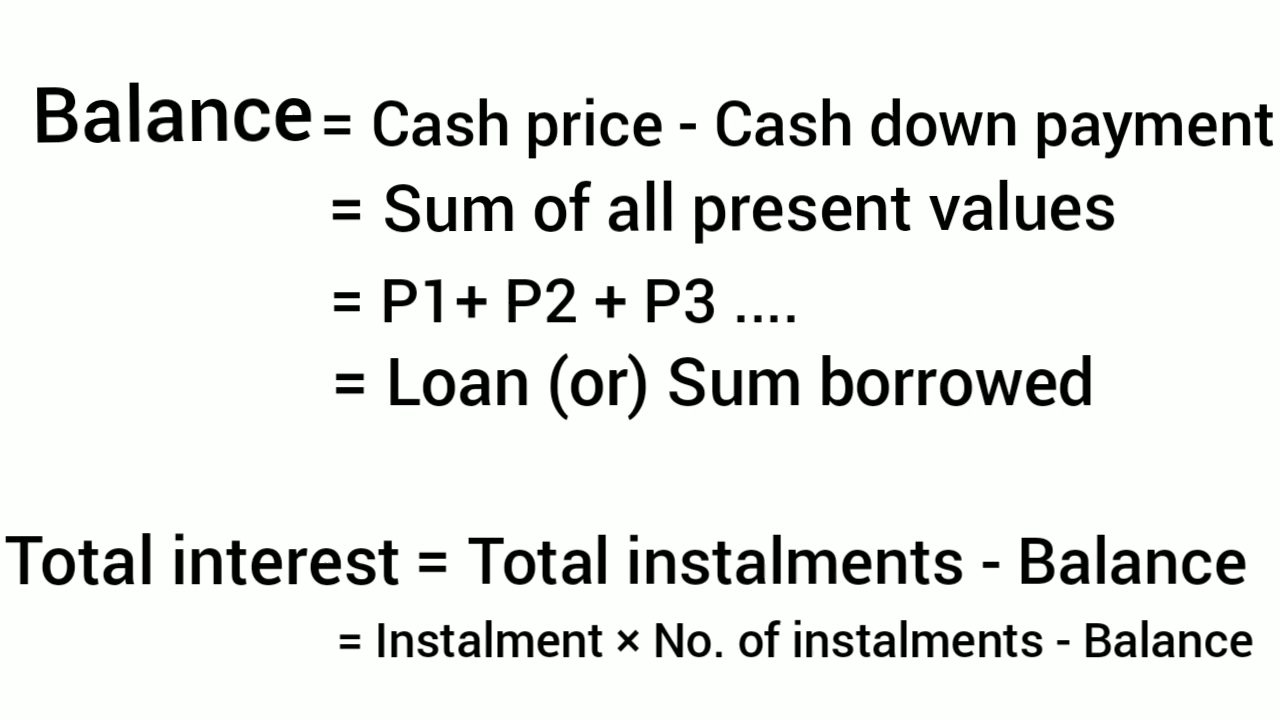 Balance = Cash price - Cash down payment
= Sum of all present values
= P1+ P2 + P3 ....
= Loan (or) Sum borrowed
Total interest = Total instalments - Balance
= Instalment × No. of instalments - Balance